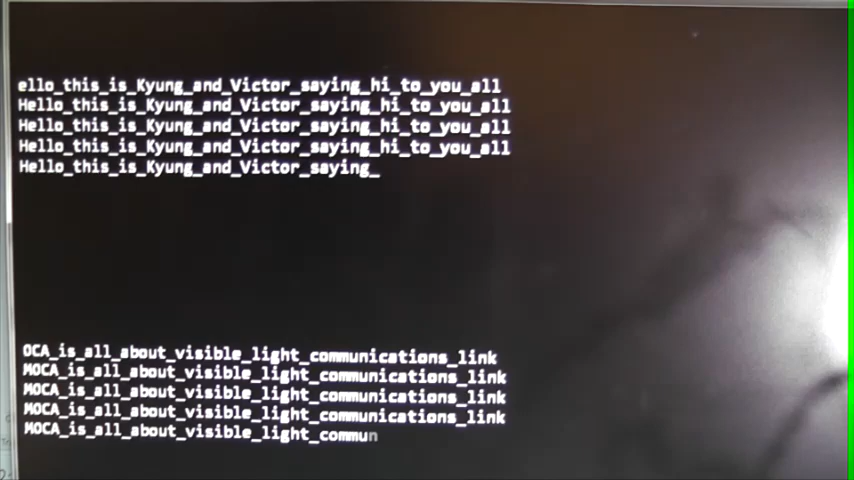 ello_this_is_Kyung_and_Victor_saying_hi_to_you_all
Hello_this_is_Kyung_and_Victor_saying_hi_to_you_all
Hello_this_is_Kyung_and_Victor_saying_hi_to_you_all
Hello_this_is_Kyung_and_Victor_saying_hi_to_you_all
Hello_this_is_Kyung_and_Victor_saying_
OCA_is_all_about_visible_light_communications_link
MOCA_is_all_about_visible_light_communications_link
MOCA_is_all_about_visible_light_communications_link
MOCA_is_all_about_visible_light_communications_link
MOCA_is_all_about_visible_light_commun